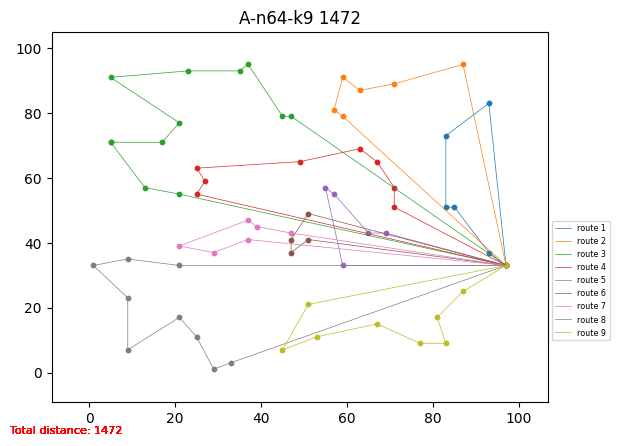 A-n64-k9 1472
100
80
60
40
20
0
0 20 40 60 80 100
route 1
route 2
route 3
route 4
route 5
route 6
route 7
route 8
route 9
Total distance: 1472